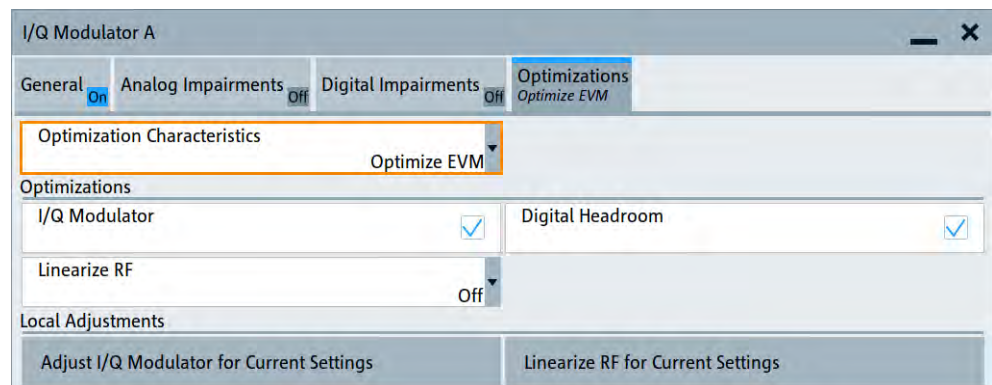 I/Q Modulator A
General On
Analog Impairments Off
Digital Impairments Off
Optimizations
Optimize EVM
Optimization Characteristics
Optimize EVM
Optimizations
I/Q Modulator
Digital Headroom
Linearize RF
Off
Local Adjustments
Adjust I/Q Modulator for Current Settings
Linearize RF for Current Settings